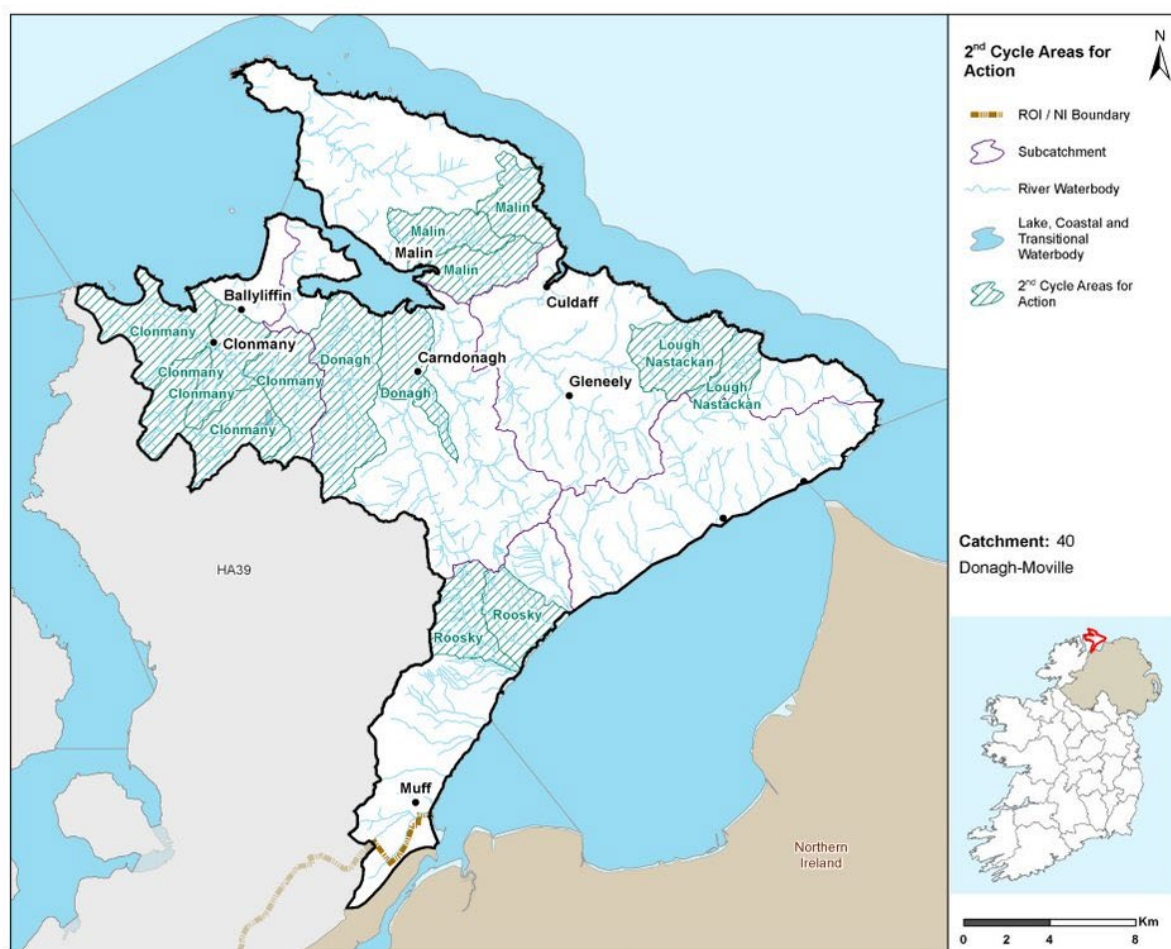 Malin
Malin
Malin
Malin
Ballyliffin
Culdaff
Clonmany
Clonmany
Lough
Nastackan
Donagh
Carndonagh
Clonmany
Clonmany
Clonmany
Donagh
Lough
Nastackan
Gleneely
Clonmany
HA39
Roosky
Roosky
Muff
Northern
Ireland
2nd Cycle Areas for
Action
N
ROI / NI Boundary
Subcatchment
River Waterbody
Lake, Coastal and
Transitional
Waterbody
2nd Cycle Areas for
Action
Catchment: 40
Donagh-Moville
Km
0 2 4 8